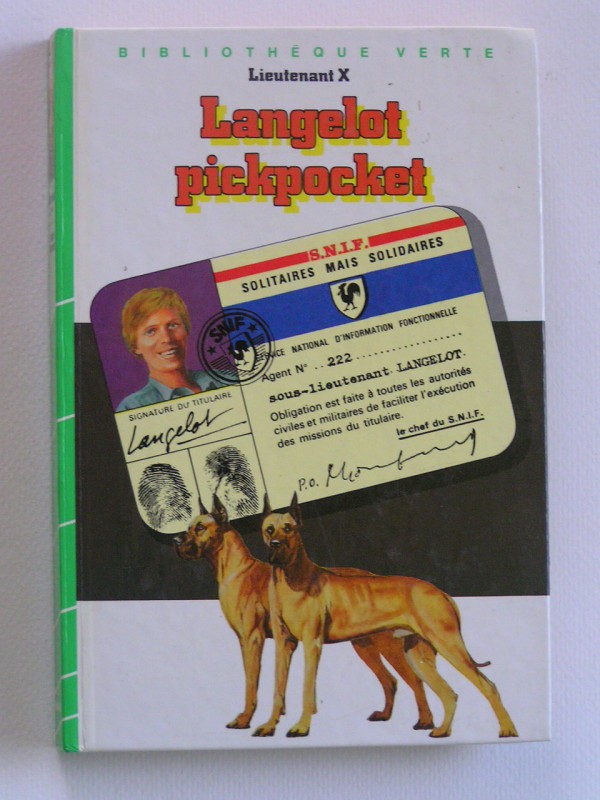 BIBLIOTHÈQUE VERTE
Lieutenant X
Langelot
pickpocket
S.N.I.F.
SOLITAIRES MAIS SOLIDAIRES
SNIF
VICE NATIONAL D'INFORMATION FONCTIONNELLE
Agent N° ..222..................
sous-lieutenant LANGELOT.
Obligation est faite à toutes les autorités
civiles et militaires de faciliter l'exécution
des missions du titulaire.
le chef du S.N.I.F.
P.O.
SIGNATURE DU TITULAIRE
Langelot